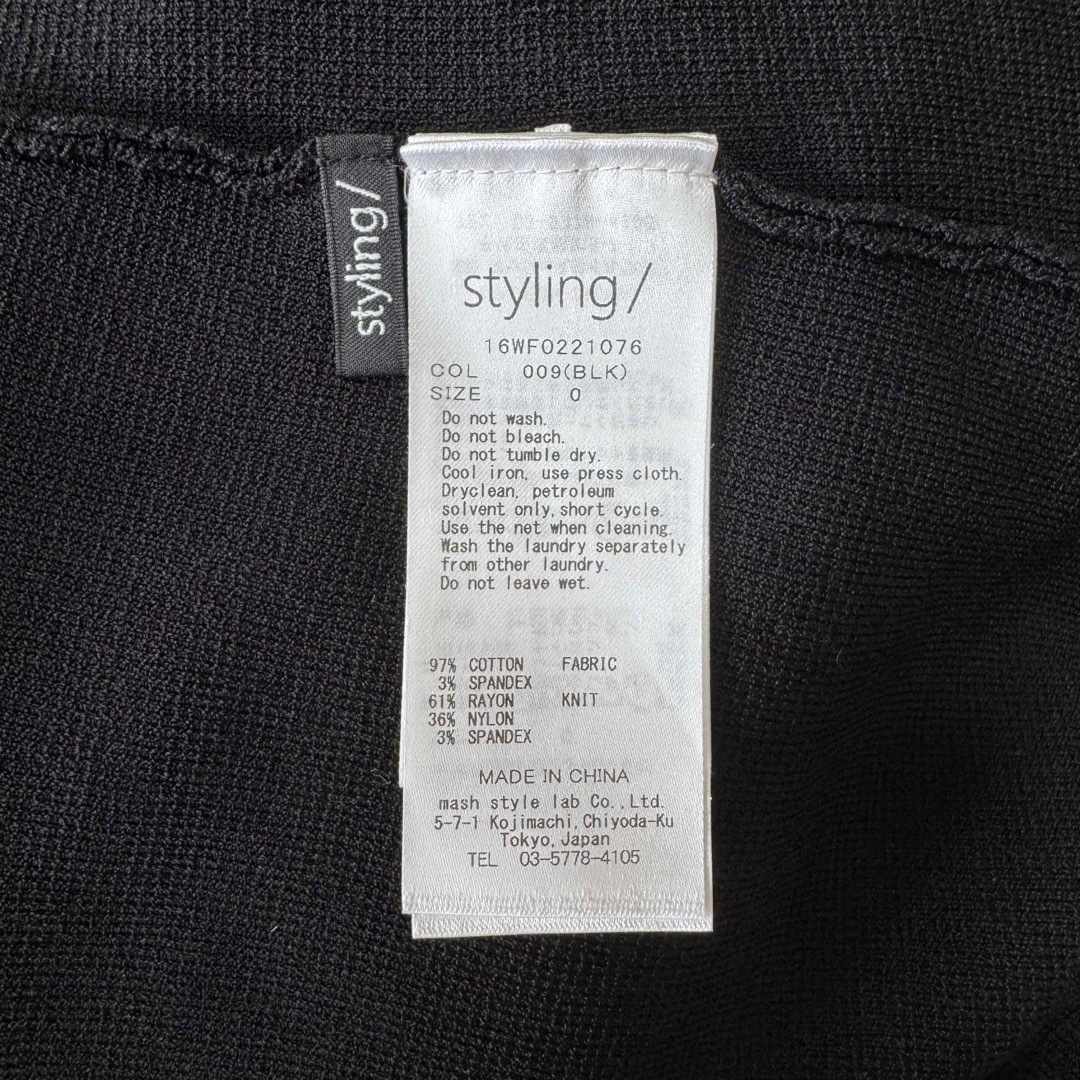 styling/
styling/
16WFO221076
COL 009(BLK)
SIZE 0
Do not wash.
Do not bleach.
Do not tumble dry.
Cool iron, use press cloth.
Dryclean, petroleum
solvent only, short cycle.
Use the net when cleaning.
Wash the laundry separately
from other laundry.
Do not leave wet.
97% COTTON FABRIC
3% SPANDEX
61% RAYON KNIT
36% NYLON
3% SPANDEX
MADE IN CHINA
mash style lab Co.,Ltd.
5-7-1 Kojimachi,Chiyoda-Ku
Tokyo,Japan
TEL 03-5778-4105